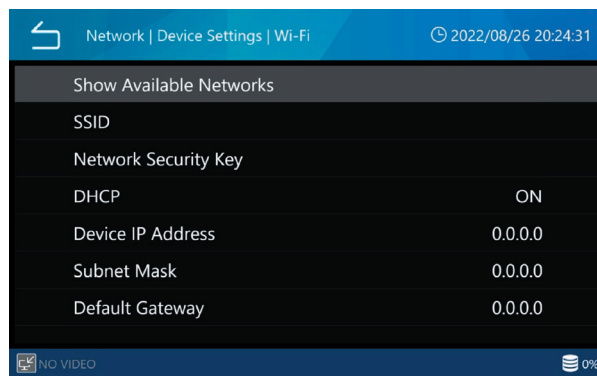 Network | Device Settings | Wi-Fi 2022/08/26 20:24:31
Show Available Networks
SSID
Network Security Key
DHCP ON
Device IP Address 0.0.0.0
Subnet Mask 0.0.0.0
Default Gateway 0.0.0.0
NO VIDEO 0%